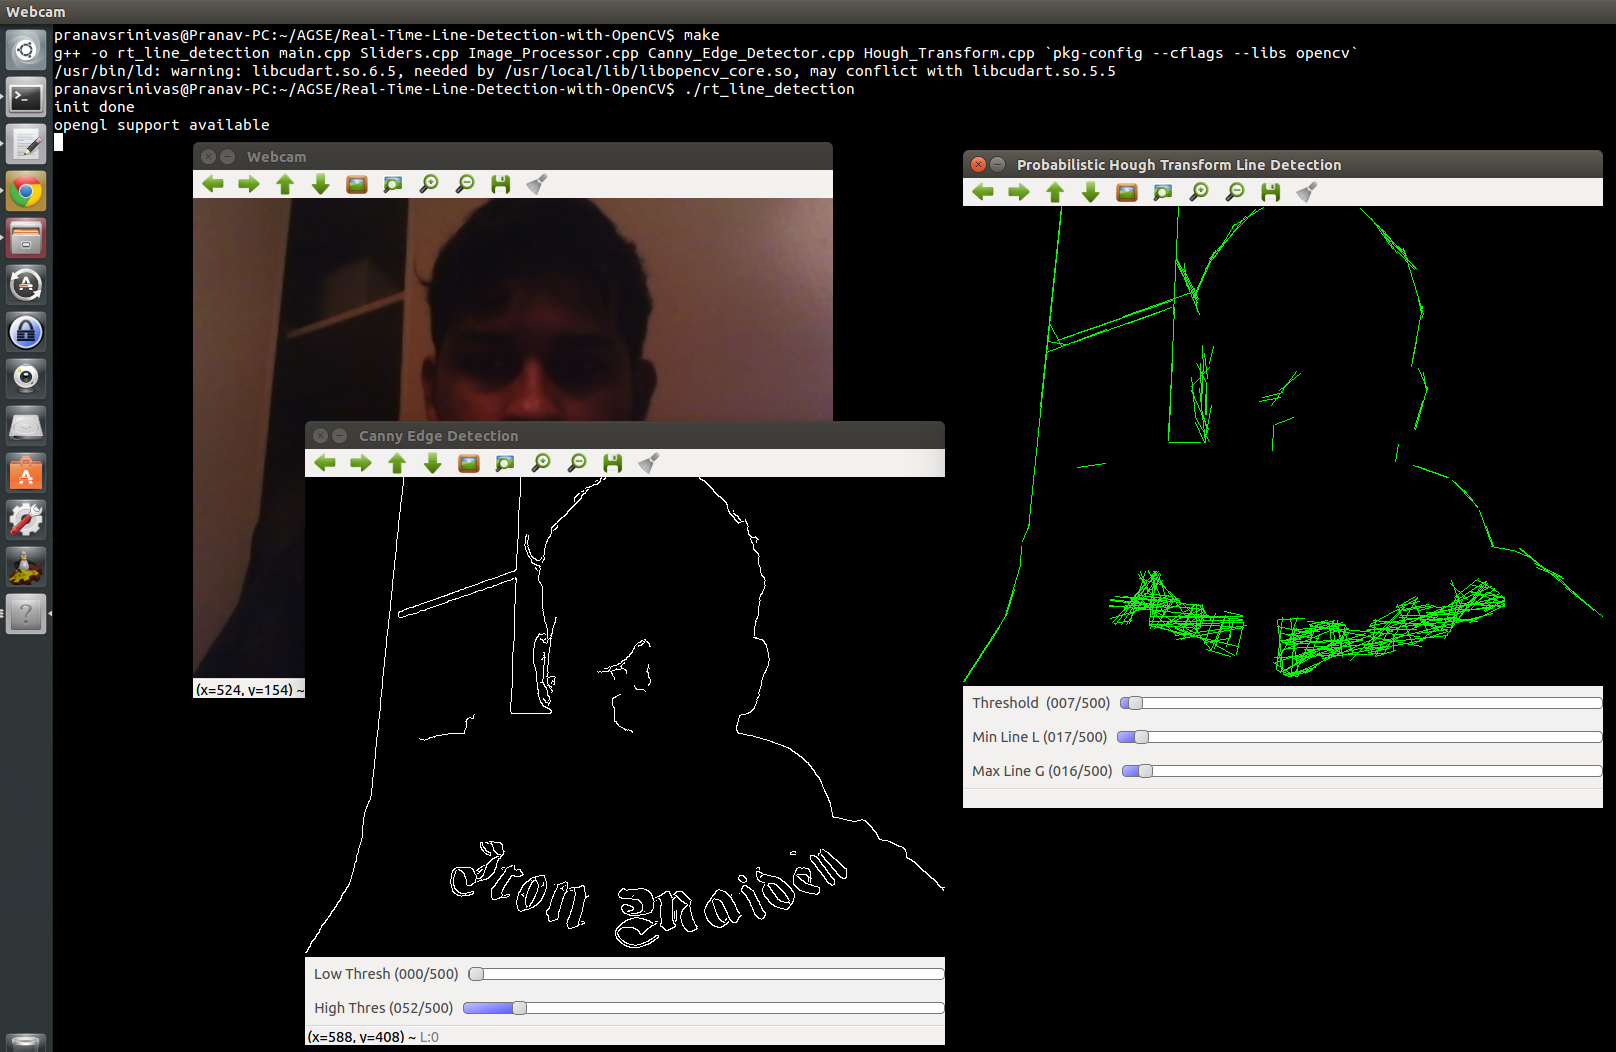 Webcam
pranavsrinivas@Pranav-PC:~/AGSE/Real-Time-Line-Detection-with-OpenCV$ make
g++ -o rt_line_detection main.cpp Sliders.cpp Image_Processor.cpp Canny_Edge_Detector.cpp Hough_Transform.cpp `pkg-config --cflags --libs opencv`
/usr/bin/ld: warning: libcudart.so.6.5, needed by /usr/local/lib/libopencv_core.so, may conflict with libcudart.so.5.5
pranavsrinivas@Pranav-PC:~/AGSE/Real-Time-Line-Detection-with-OpenCV$ ./rt_line_detection
init done
opengl support available
Webcam
(x=524, y=154) ~
Canny Edge Detection
Iron Maiden
Low Thresh (000/500)
High Thres (052/500)
(x=588, y=408) ~ L:0
Probabilistic Hough Transform Line Detection
Threshold (007/500)
Min Line L (017/500)
Max Line G (016/500)